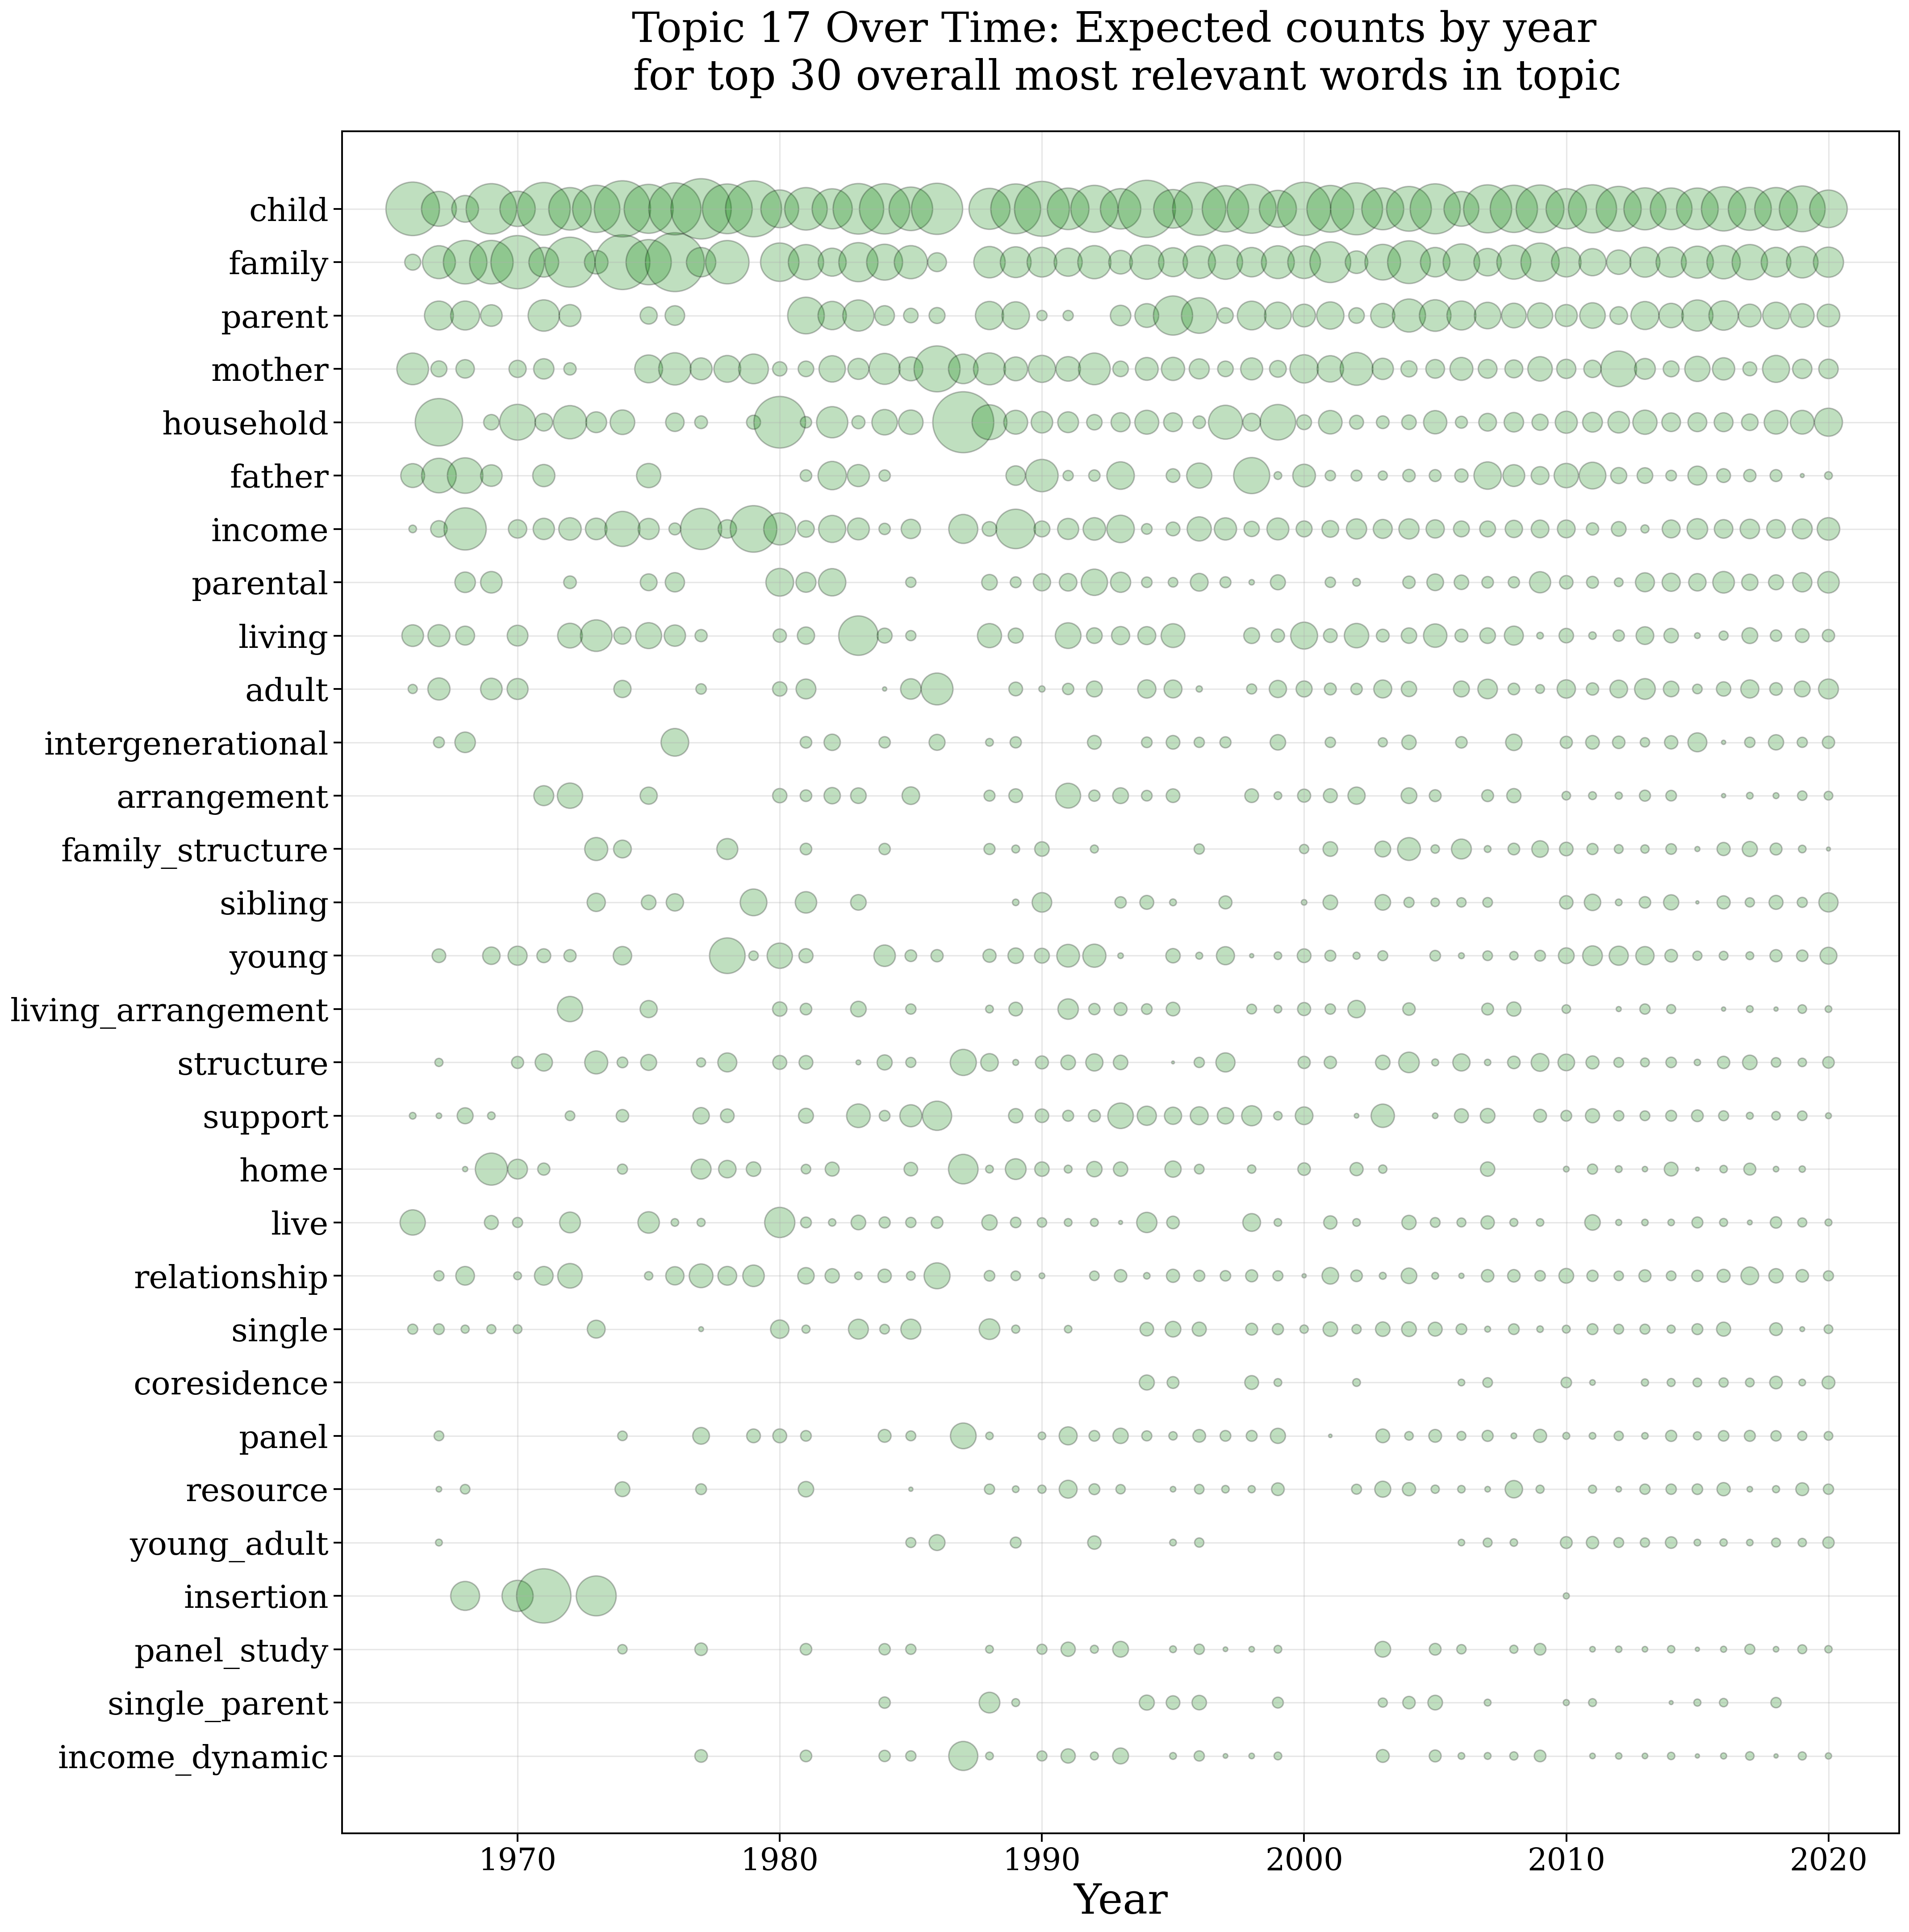 Topic 17 Over Time: Expected counts by year
for top 30 overall most relevant words in topic
child
family
parent
mother
household
father
income
parental
living
adult
intergenerational
arrangement
family_structure
sibling
young
living_arrangement
structure
support
home
live
relationship
single
coresidence
panel
resource
young_adult
insertion
panel_study
single_parent
income_dynamic
1970 1980 1990 2000 2010 2020
Year